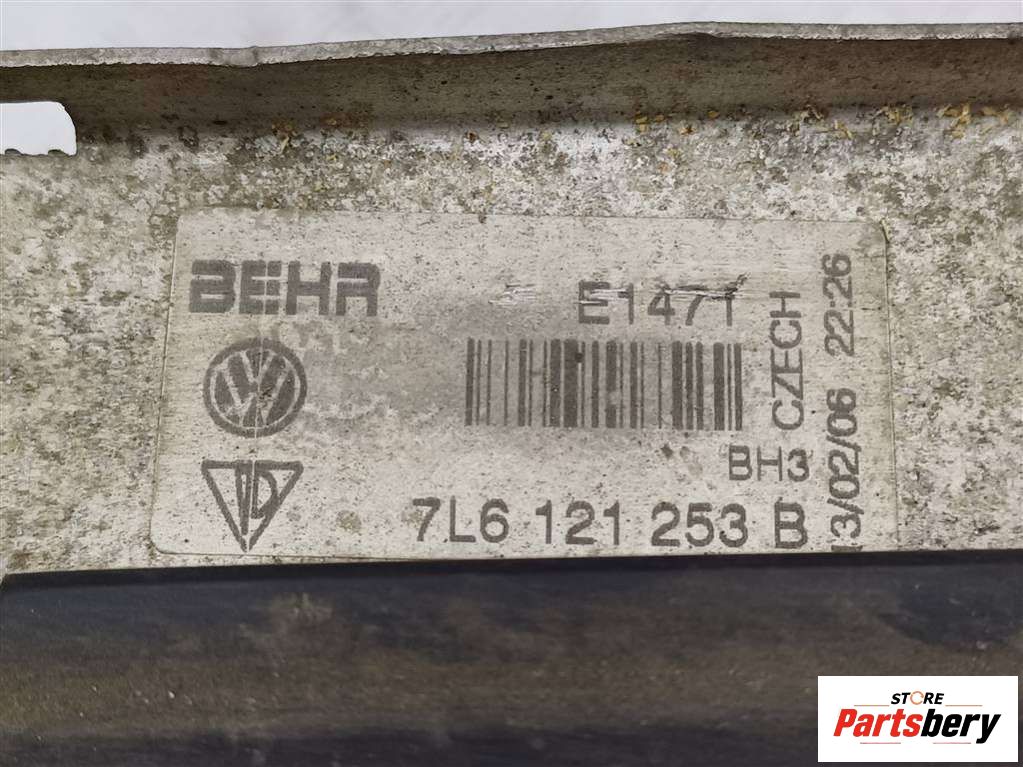 BEHR
E1471
CZECH
13/02/06 22:26
BH3
7L6 121 253 B
STORE
Partsbery